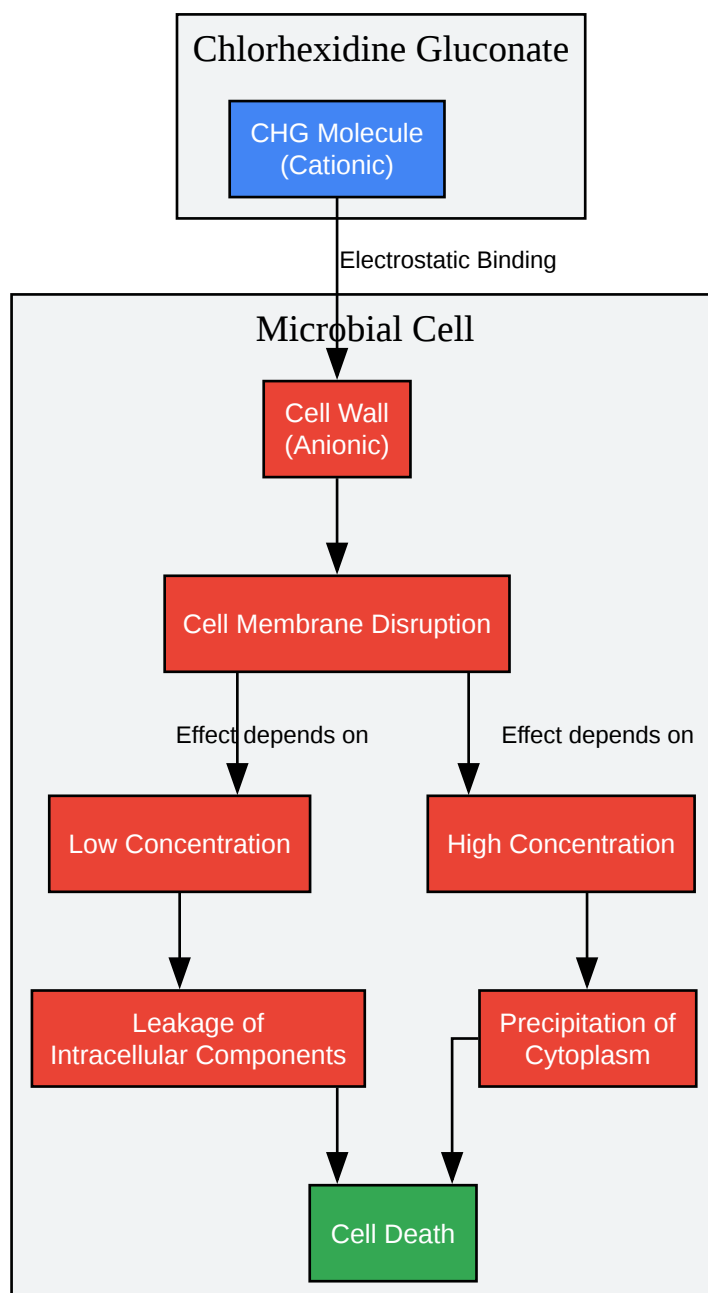 Chlorhexidine Gluconate
CHG Molecule
(Cationic)
Electrostatic Binding
Microbial Cell
Cell Wall
(Anionic)
Cell Membrane Disruption
Effect depends on
Effect depends on
Low Concentration
High Concentration
Leakage of
Intracellular Components
Precipitation of
Cytoplasm
Cell Death